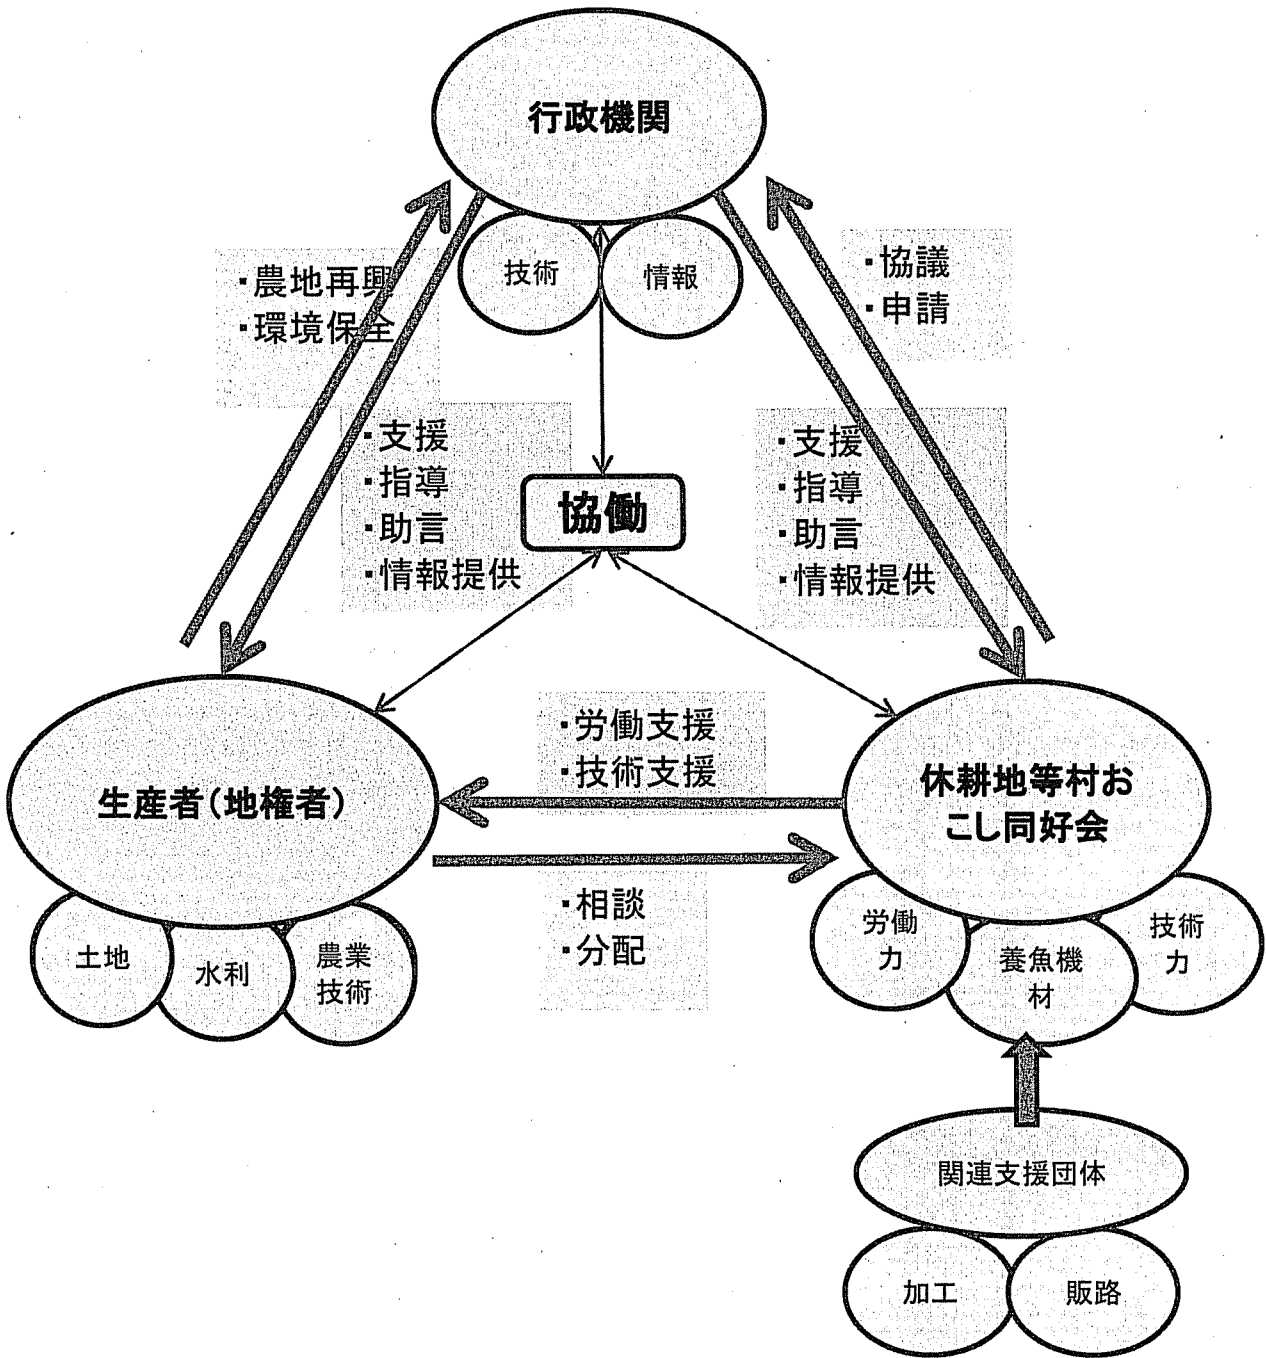 行政機関
技術
情報
・農地再興
・環境保全
・協議
・申請
・支援
・指導
・助言
・情報提供
協働
・支援
・指導
・助言
・情報提供
生産者（地権者）
・労働支援
・技術支援
休耕地等村お
こし同好会
・相談
・分配
土地
水利
農業
技術
労働
力
養魚機
材
技術
力
関連支援団体
加工
販路